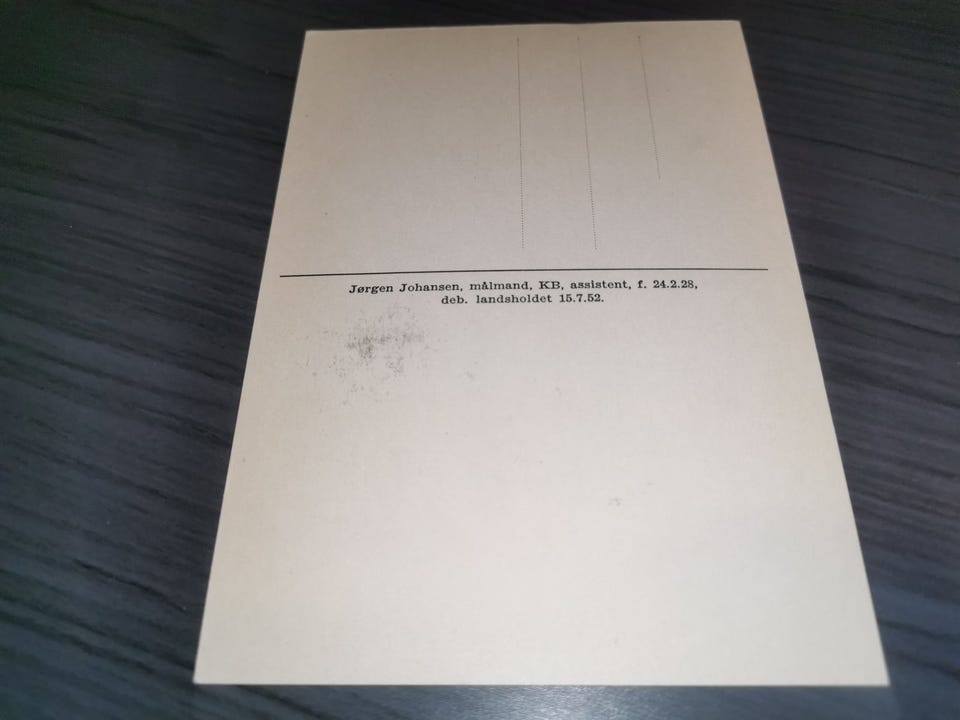 Jørgen Johansen, målmand, KB, assistent, f. 24.2.28,
deb. landsholdet 15.7.52.